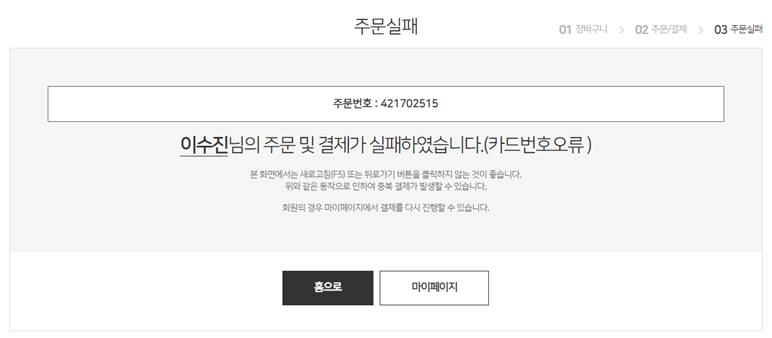 주문실패
01 장바구니 > 02 주문/결제 > 03 주문실패
주문번호 : 421702515
이수진님의 주문 및 결제가 실패하였습니다.(카드번호오류 )
본 화면에서는 새로고침(F5) 또는 뒤로가기 버튼을 클릭하지 않는 것이 좋습니다.
위와 같은 동작으로 인하여 중복 결제가 발생할 수 있습니다.
회원의 경우 마이페이지에서 결제를 다시 진행할 수 있습니다.
홈으로
마이페이지